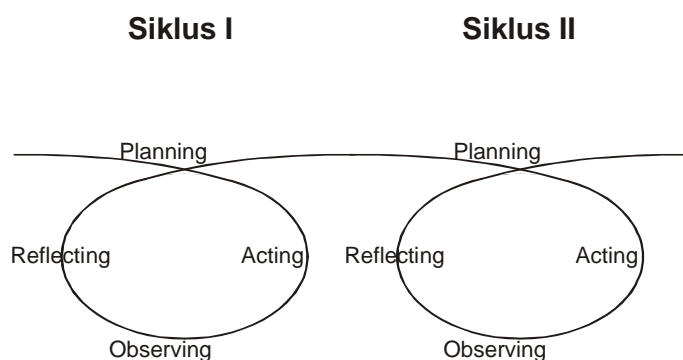 Siklus I
Siklus II
Planning
Planning
Reflecting
Acting
Reflecting
Acting
Observing
Observing